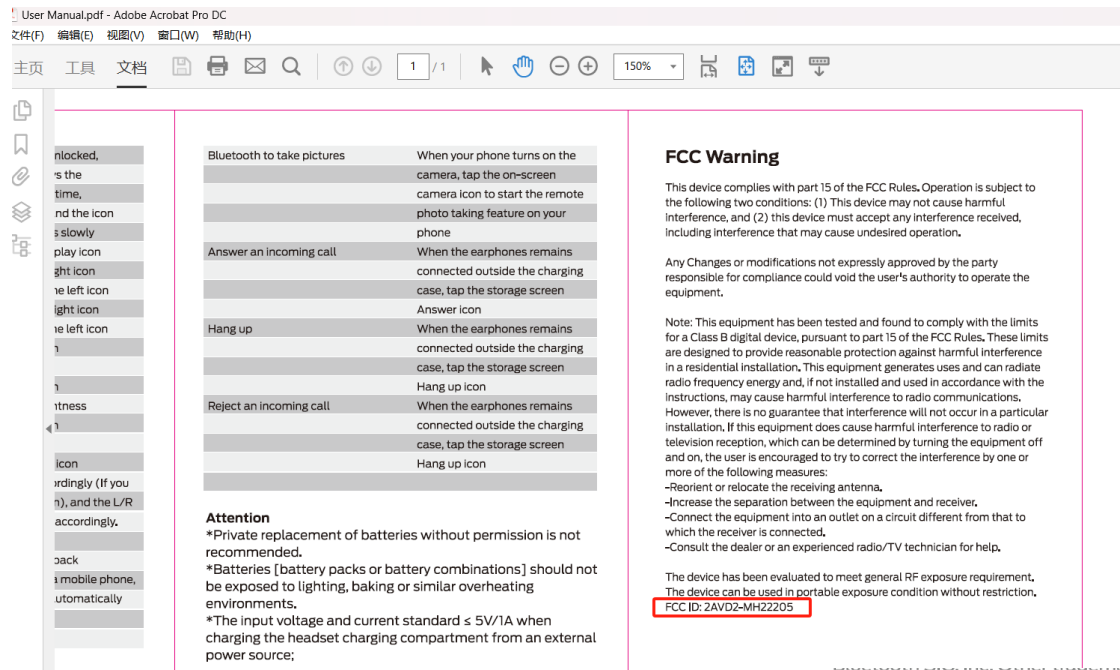 User Manual.pdf - Adobe Acrobat Pro DC
文件(F) 编辑(E) 视图(V) 窗口(W) 帮助(H)
主页 工具 文档 1 / 1 150%
nlocked,
s the
time,
nd the icon
s slowly
play icon
ght icon
e left icon
ight icon
e left icon
n
n
tness
n
icon
rdingly (If you
n), and the L/R
accordingly.
back
a mobile phone,
utomatically
Bluetooth to take pictures When your phone turns on the
camera, tap the on-screen
camera icon to start the remote
photo taking feature on your
phone
Answer an incoming call When the earphones remains
connected outside the charging
case, tap the storage screen
Answer icon
Hang up When the earphones remains
connected outside the charging
case, tap the storage screen
Hang up icon
Reject an incoming call When the earphones remains
connected outside the charging
case, tap the storage screen
Hang up icon
Attention
*Private replacement of batteries without permission is not
recommended.
*Batteries [battery packs or battery combinations] should not
be exposed to lighting, baking or similar overheating
environments.
*The input voltage and current standard ≤ 5V/1A when
charging the headset charging compartment from an external
power source;
FCC Warning
This device complies with part 15 of the FCC Rules. Operation is subject to
the following two conditions: (1) This device may not cause harmful
interference, and (2) this device must accept any interference received,
including interference that may cause undesired operation.
Any Changes or modifications not expressly approved by the party
responsible for compliance could void the user's authority to operate the
equipment.
Note: This equipment has been tested and found to comply with the limits
for a Class B digital device, pursuant to part 15 of the FCC Rules. These limits
are designed to provide reasonable protection against harmful interference
in a residential installation. This equipment generates uses and can radiate
radio frequency energy and, if not installed and used in accordance with the
instructions, may cause harmful interference to radio communications.
However, there is no guarantee that interference will not occur in a particular
installation. If this equipment does cause harmful interference to radio or
television reception, which can be determined by turning the equipment off
and on, the user is encouraged to try to correct the interference by one or
more of the following measures:
-Reorient or relocate the receiving antenna.
-Increase the separation between the equipment and receiver.
-Connect the equipment into an outlet on a circuit different from that to
which the receiver is connected.
-Consult the dealer or an experienced radio/TV technician for help.
The device has been evaluated to meet general RF exposure requirement.
The device can be used in portable exposure condition without restriction.
FCC ID: 2AVD2-MH22205